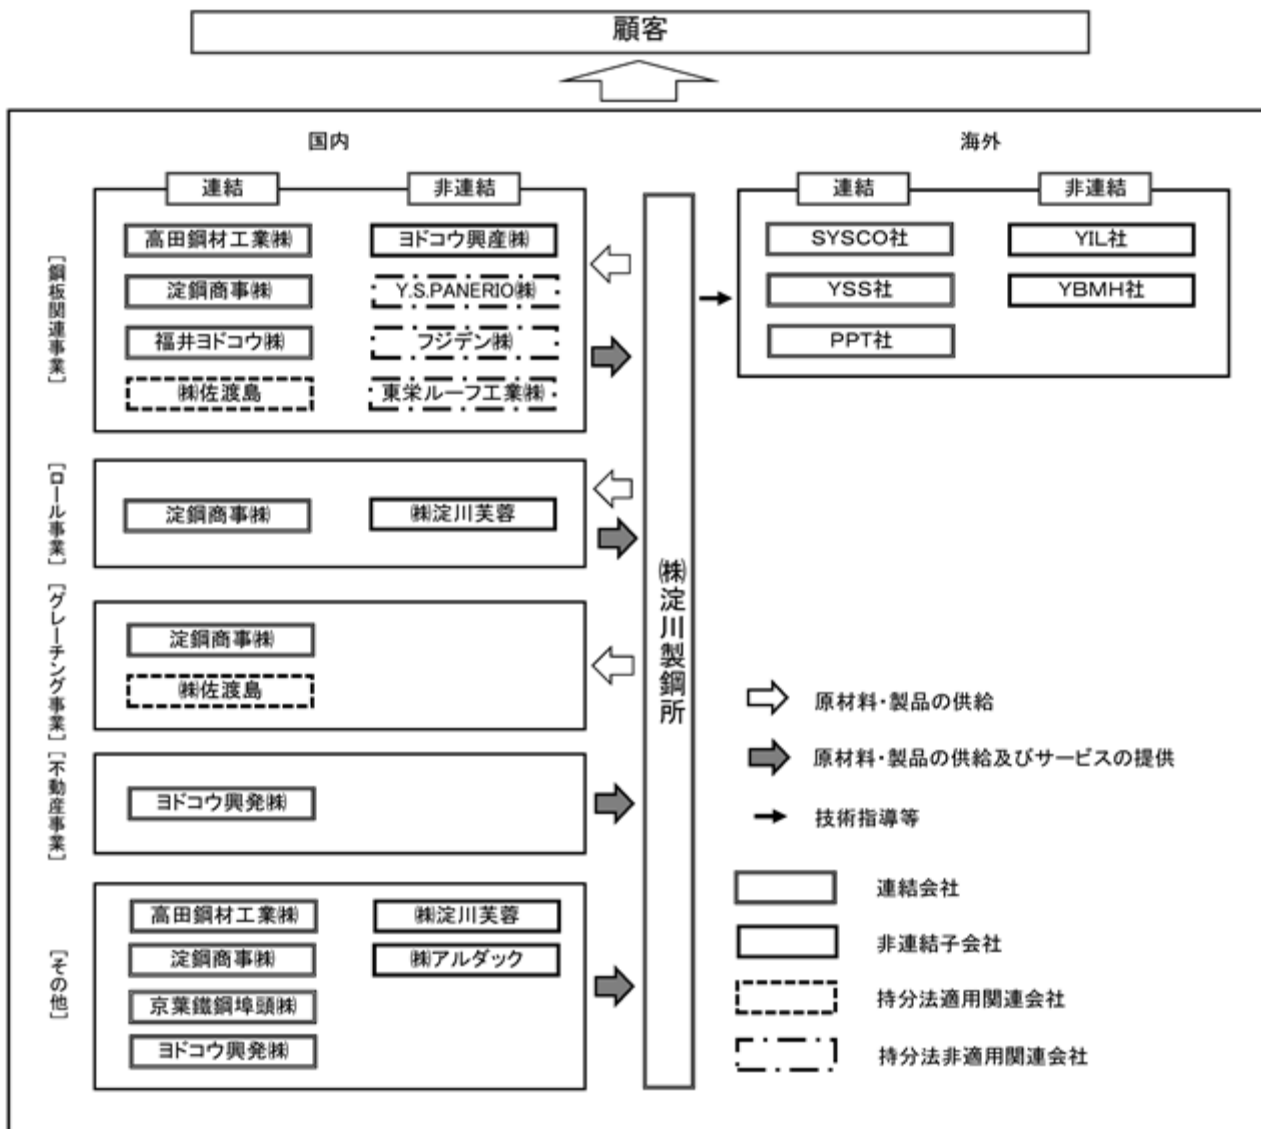 顧客
国内
海外
連結
非連結
連結
非連結
[鋼板関連事業]
高田鋼材工業㈱
ヨドコウ興産㈱
淀鋼商事㈱
Y.S.PANERIO㈱
福井ヨドコウ㈱
フジデン㈱
㈱佐渡島
東栄ルーフ工業㈱
SYSCO社
YIL社
YSS社
YBMH社
PPT社
[ロール事業]
淀鋼商事㈱
㈱淀川芙蓉
[グレーチング事業]
淀鋼商事㈱
㈱佐渡島
[不動産事業]
ヨドコウ興発㈱
[その他]
高田鋼材工業㈱
㈱淀川芙蓉
淀鋼商事㈱
㈱アルダック
京葉鐵鋼埠頭㈱
ヨドコウ興発㈱
㈱淀川製鋼所
原材料・製品の供給
原材料・製品の供給及びサービスの提供
技術指導等
連結会社
非連結子会社
持分法適用関連会社
持分法非適用関連会社